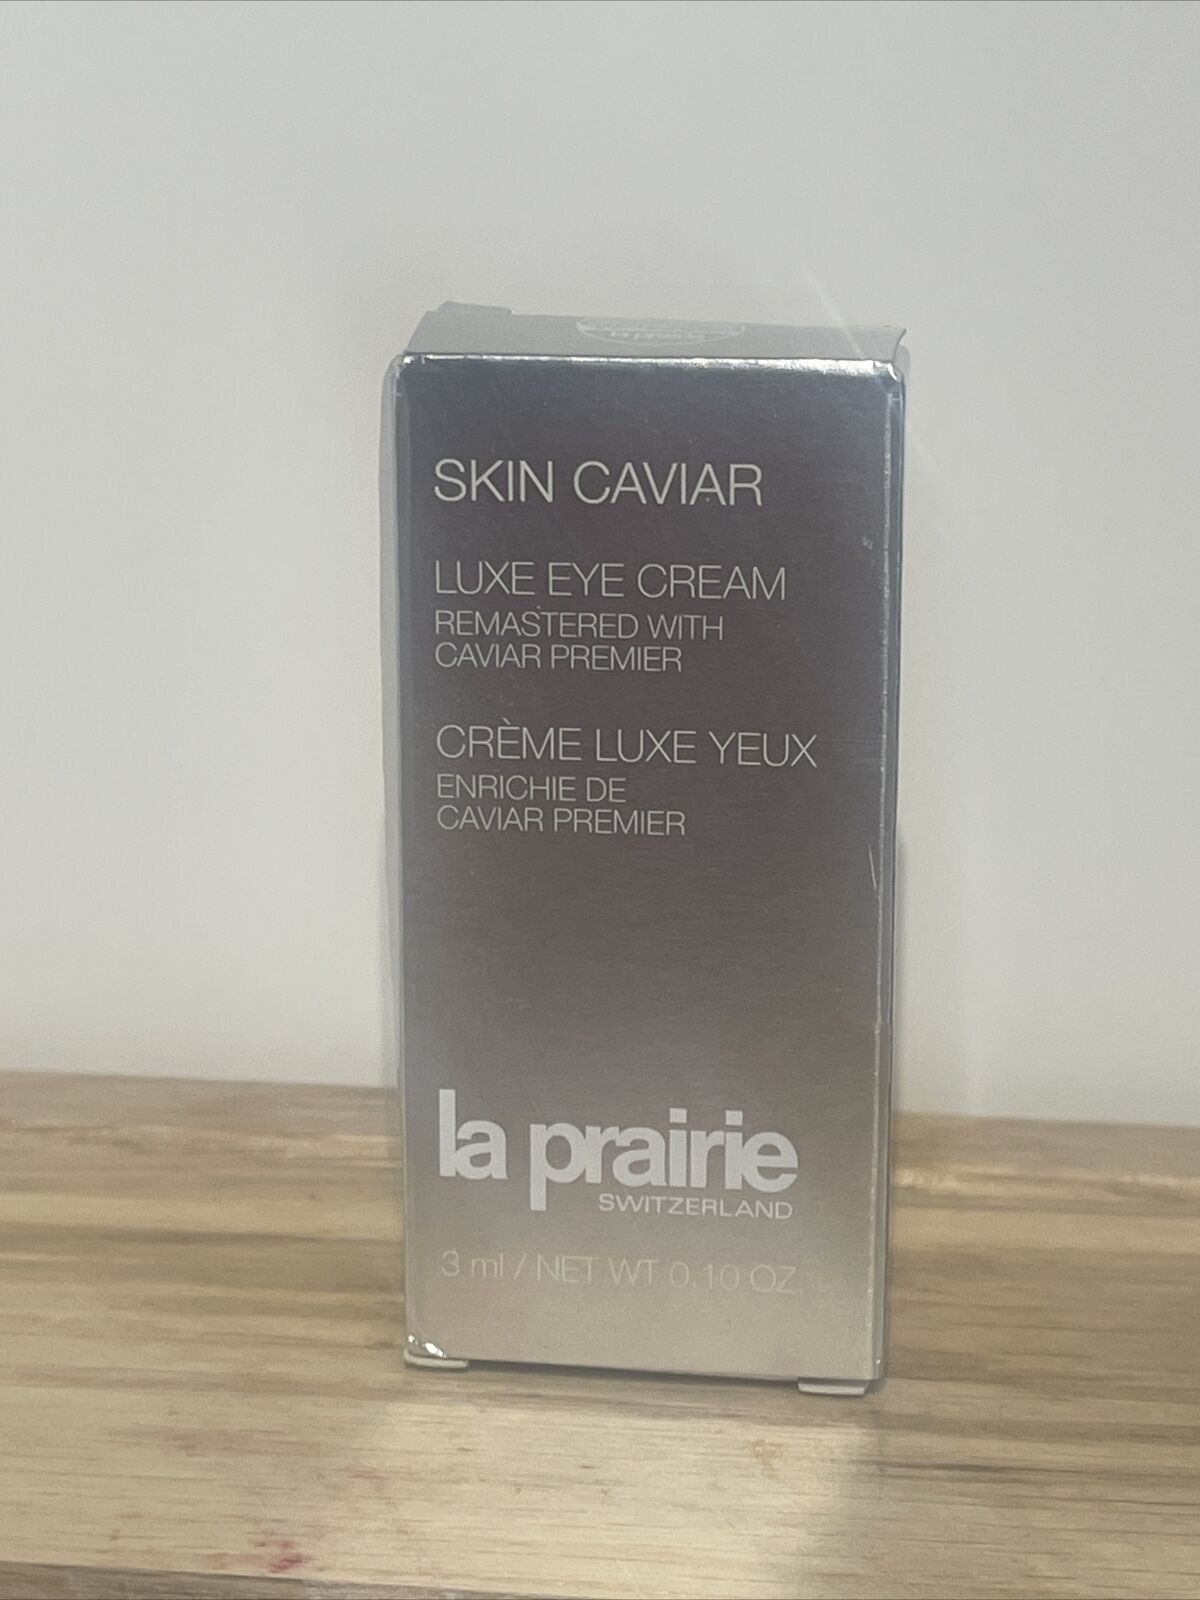 SKIN CAVIAR
LUXE EYE CREAM
REMASTERED WITH
CAVIAR PREMIER
CRÈME LUXE YEUX
ENRICHIE DE
CAVIAR PREMIER
la prairie
SWITZERLAND
3 ml / NET WT 0.10 OZ.